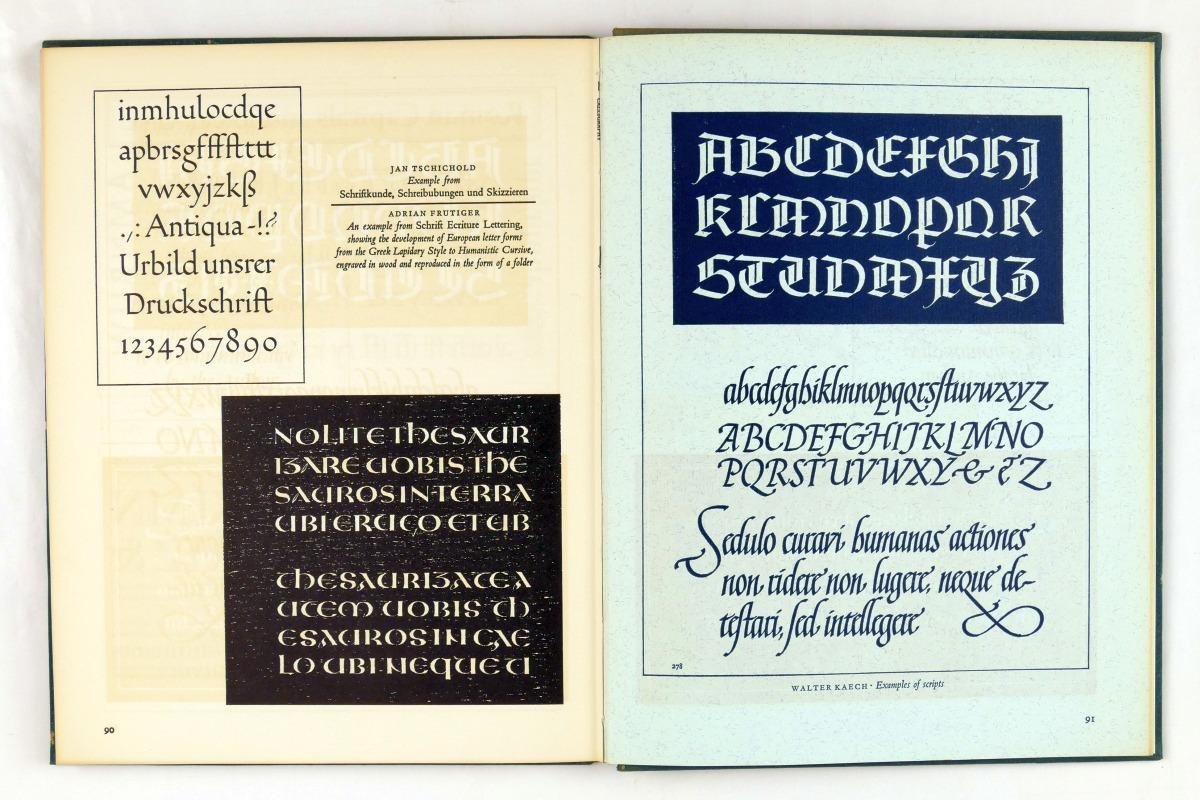 inmhulocdqe
apbrsgfffſttttt
vwxyjzkß
.,: Antiqua -!?
Urbild unsrer
Druckschrift
1234567890
JAN TSCHICHOLD
Example from
Schriftkunde, Schreibubungen und Skizzieren
ADRIAN FRUTIGER
An example from Schrift Ecriture Lettering,
showing the development of European letter forms
from the Greek Lapidary Style to Humanistic Cursive,
engraved in wood and reproduced in the form of a folder
NOLITE THESAUR
IZARE UOBIS THE
SAUROS IN TERRA
UBI ERUGO ET UB
THESAURIZATE A
UTEM UOBIS TH
ESAUROS IN CAE
LO UBI NEQUE U
90
ABCDEFGHIJ
KLMNOPQR
STUVWXYZ
abcdefghiklmnopqrsſtuvwxyz
ABCDEFGHIJKLMNO
PQRSTUVWXY & Z
Sedulo curavi humanas actiones
non ridere non lugere, neque de-
teſtari, ſed intellegere
278
WALTER KAECH · Examples of scripts
91